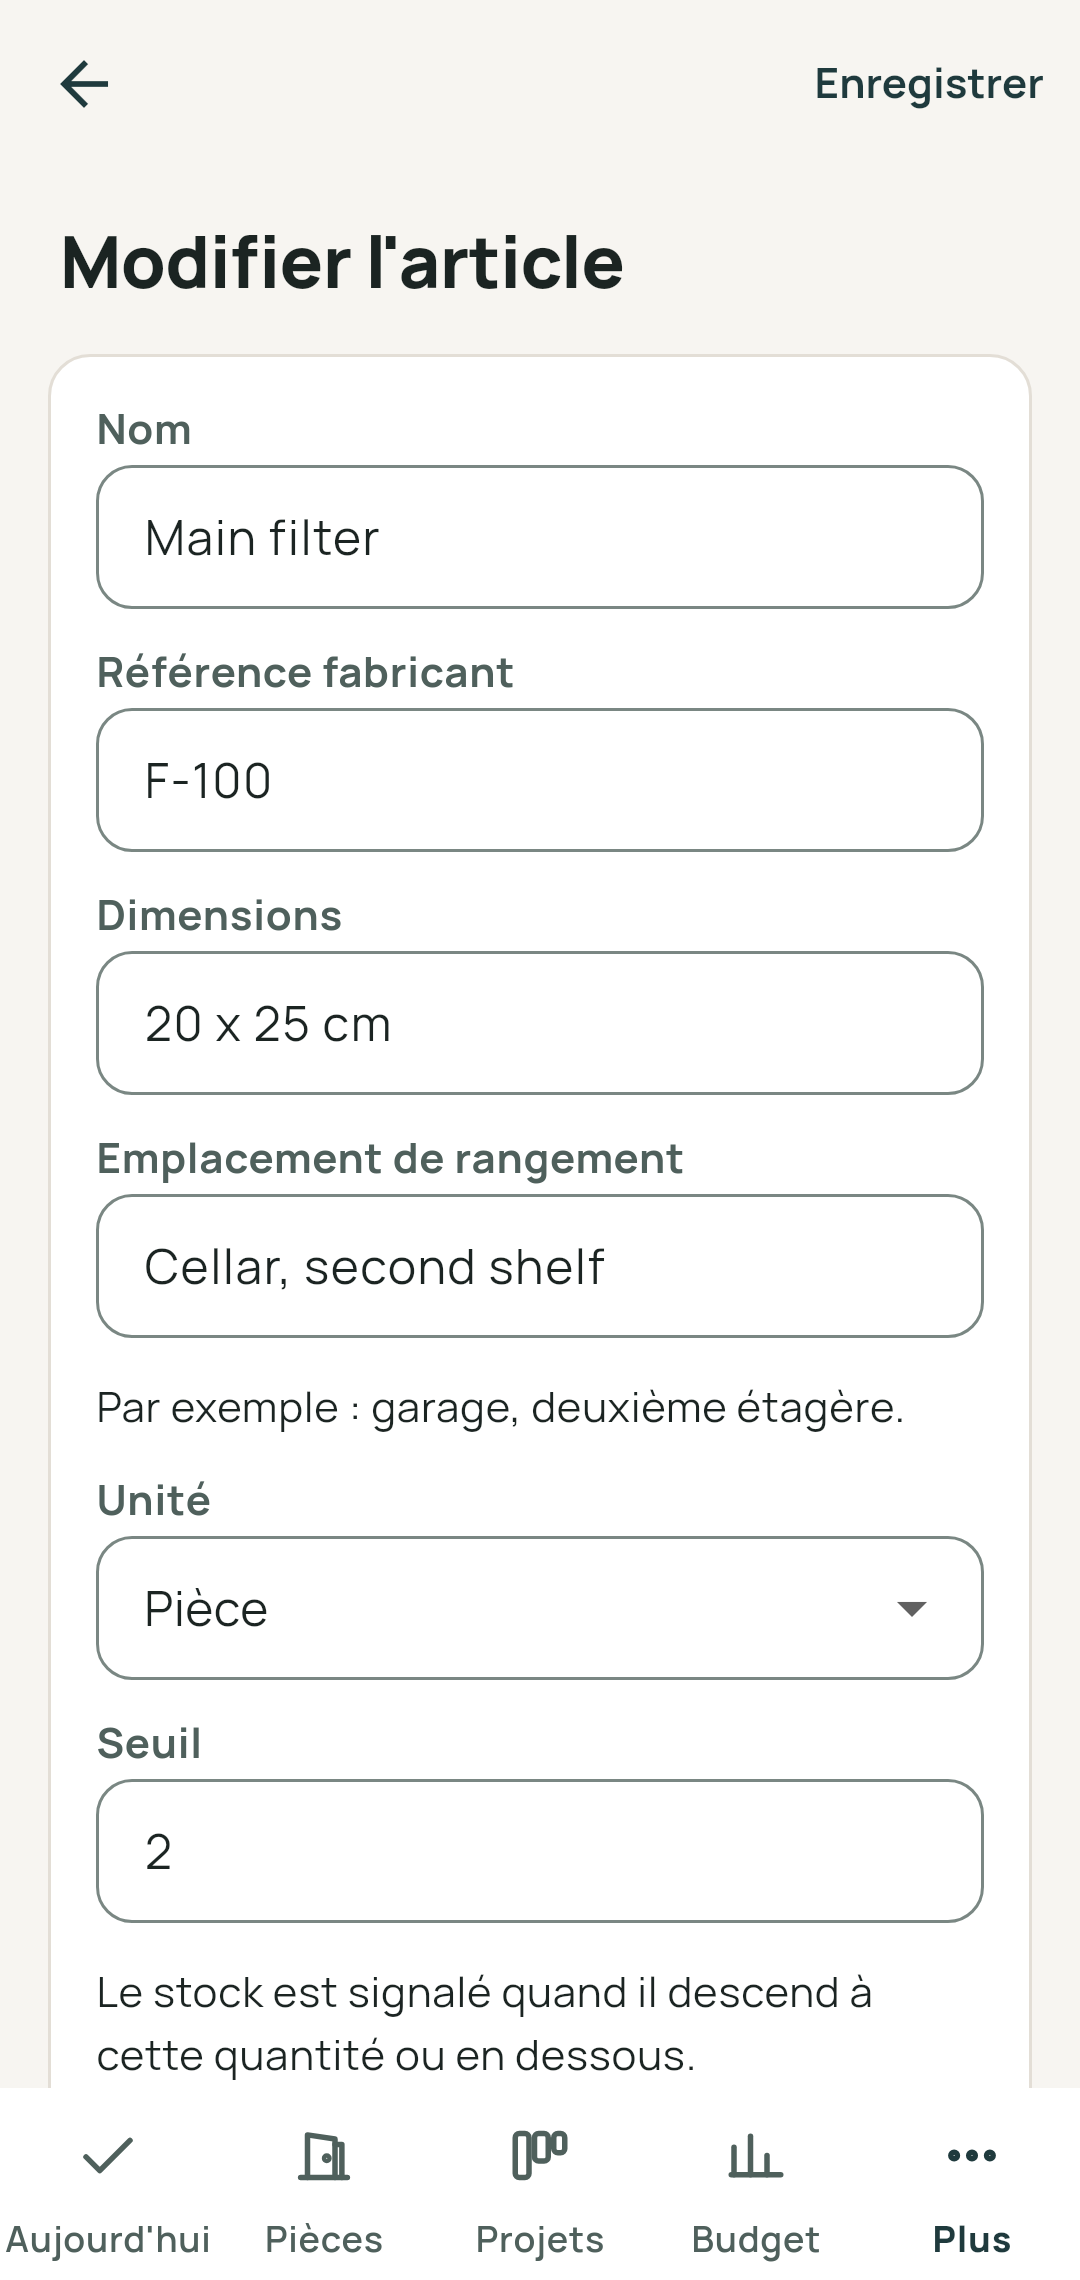 Enregistrer
Modifier l'article
Nom
Main filter
Référence fabricant
F-100
Dimensions
20 x 25 cm
Emplacement de rangement
Cellar, second shelf
Par exemple : garage, deuxième étagère.
Unité
Pièce
Seuil
2
Le stock est signalé quand il descend à
cette quantité ou en dessous.
Aujourd'hui
Pièces
Projets
Budget
Plus